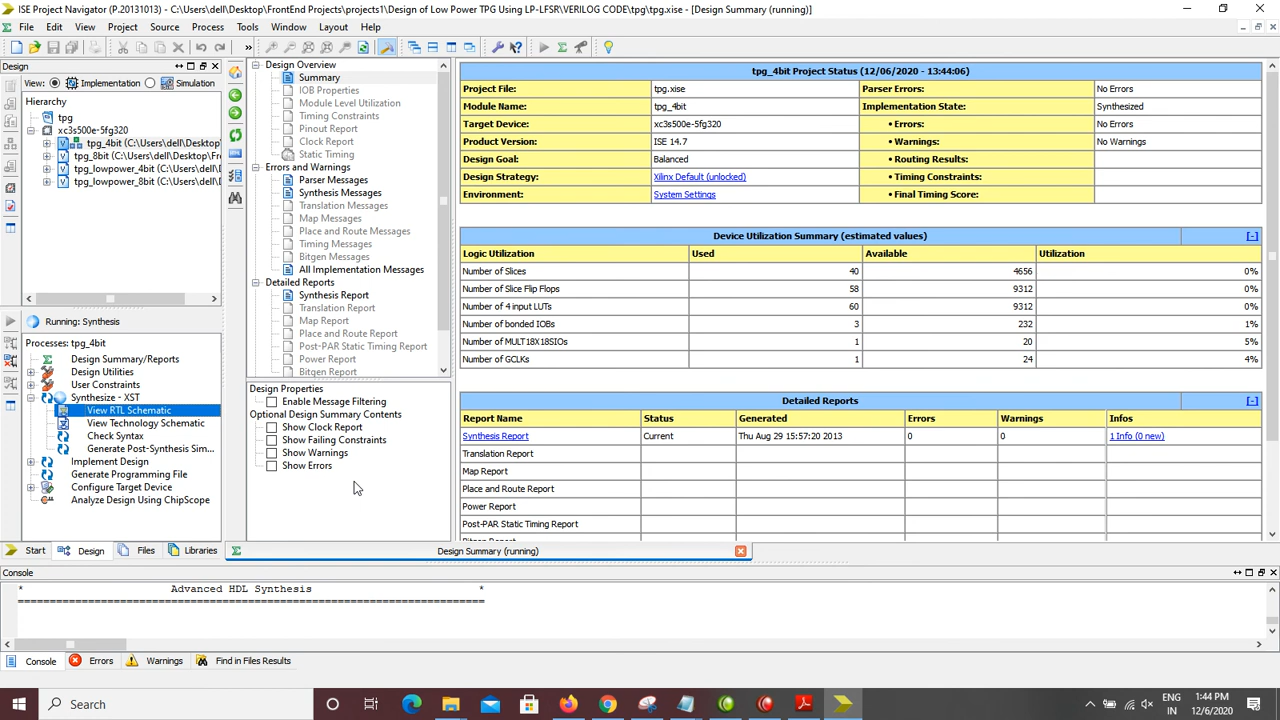 ISE Project Navigator (P.20131013) - C:\Users\dell\Desktop\FrontEnd Projects\projects1\Design of Low Power TPG Using LP-LFSR\VERILOG CODE\tpg\tpg.xise - [Design Summary (running)]
File Edit View Project Source Process Tools Window Layout Help
Design
View: Implementation Simulation
Hierarchy
tpg
xc3s500e-5fg320
tpg_4bit (C:\Users\dell\Desktop
tpg_8bit (C:\Users\dell\Desktop\Fr
tpg_lowpower_4bit (C:\Users\dell\
tpg_lowpower_8bit (C:\Users\dell\
Running: Synthesis
Processes: tpg_4bit
Design Summary/Reports
Design Utilities
User Constraints
Synthesize - XST
View RTL Schematic
View Technology Schematic
Check Syntax
Generate Post-Synthesis Sim...
Implement Design
Generate Programming File
Configure Target Device
Analyze Design Using ChipScope
Start Design Files Libraries
Design Overview
Summary
IOB Properties
Module Level Utilization
Timing Constraints
Pinout Report
Clock Report
Static Timing
Errors and Warnings
Parser Messages
Synthesis Messages
Translation Messages
Map Messages
Place and Route Messages
Timing Messages
Bitgen Messages
All Implementation Messages
Detailed Reports
Synthesis Report
Translation Report
Map Report
Place and Route Report
Post-PAR Static Timing Report
Power Report
Bitgen Report
Design Properties
Enable Message Filtering
Optional Design Summary Contents
Show Clock Report
Show Failing Constraints
Show Warnings
Show Errors
tpg_4bit Project Status (12/06/2020 - 13:44:06)
Project File: tpg.xise Parser Errors: No Errors
Module Name: tpg_4bit Implementation State: Synthesized
Target Device: xc3s500e-5fg320 • Errors: No Errors
Product Version: ISE 14.7 • Warnings: No Warnings
Design Goal: Balanced • Routing Results:
Design Strategy: Xilinx Default (unlocked) • Timing Constraints:
Environment: System Settings • Final Timing Score:
Device Utilization Summary (estimated values) [-]
Logic Utilization Used Available Utilization
Number of Slices 40 4656 0%
Number of Slice Flip Flops 58 9312 0%
Number of 4 input LUTs 60 9312 0%
Number of bonded IOBs 3 232 1%
Number of MULT18X18SIOs 1 20 5%
Number of GCLKs 1 24 4%
Detailed Reports [-]
Report Name Status Generated Errors Warnings Infos
Synthesis Report Current Thu Aug 29 15:57:20 2013 0 0 1 Info (0 new)
Translation Report
Map Report
Place and Route Report
Power Report
Post-PAR Static Timing Report
Design Summary (running)
Console
* Advanced HDL Synthesis *
=========================================================================
Console Errors Warnings Find in Files Results
Search
ENG
IN
1:44 PM
12/6/2020